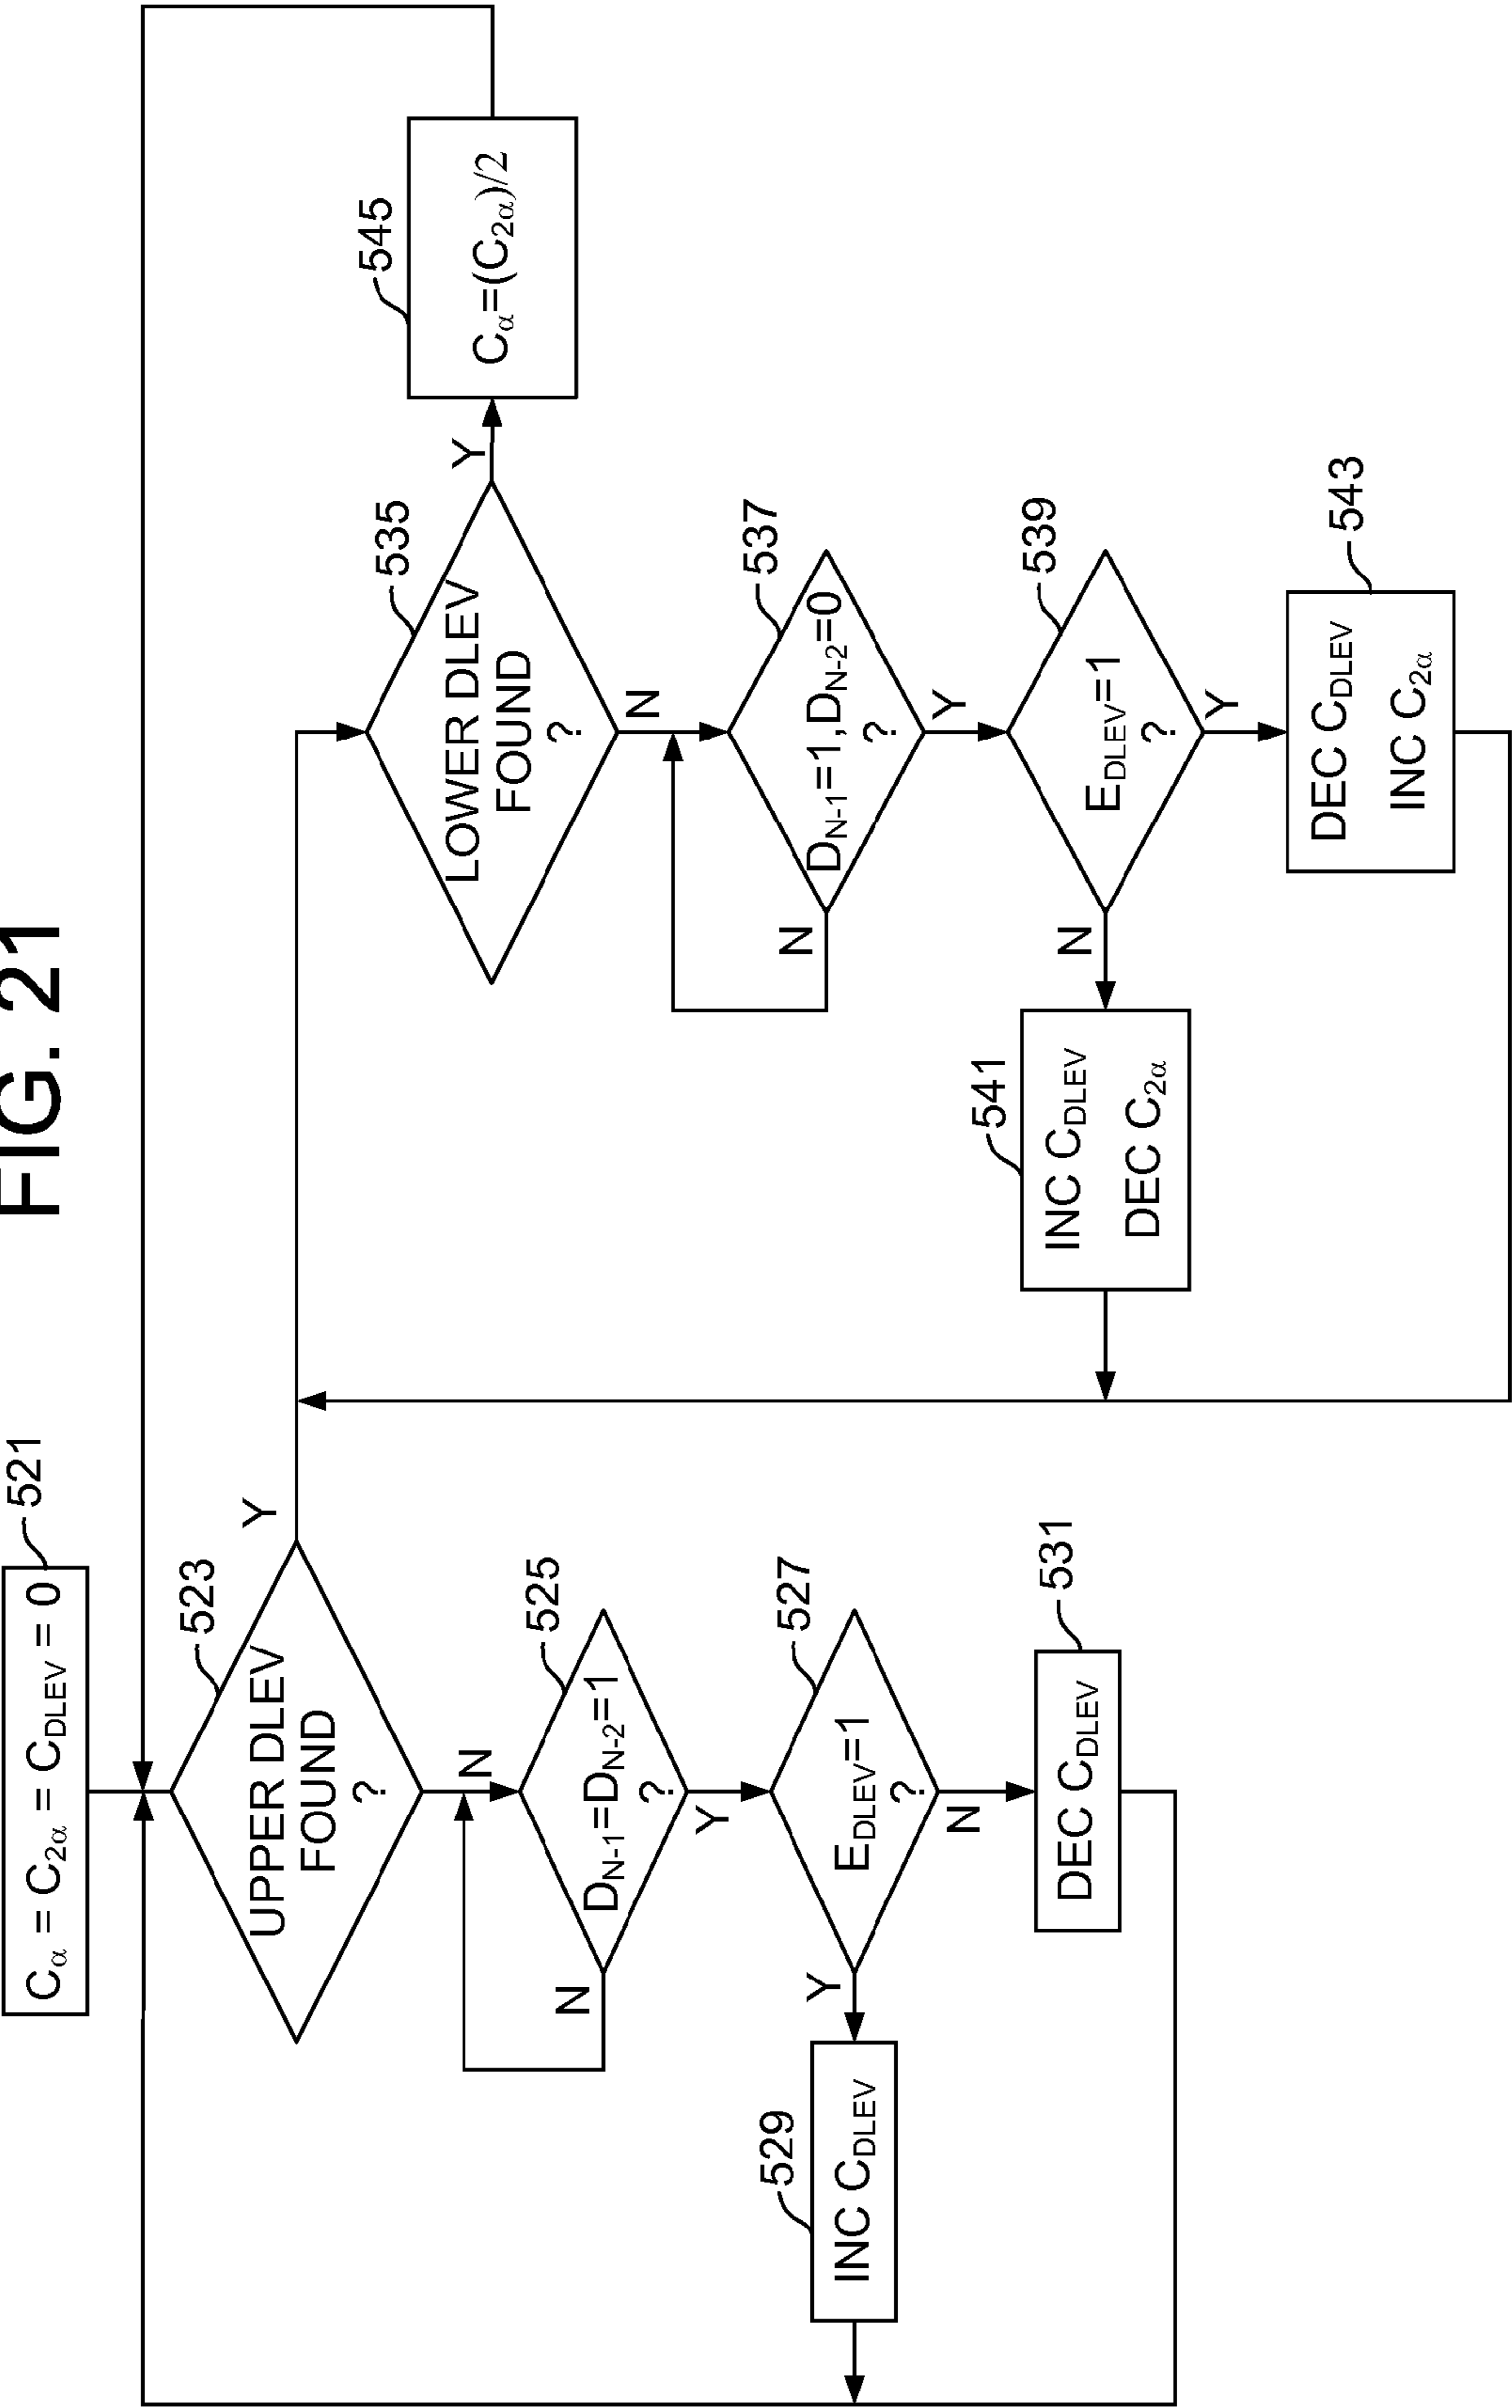 FIG. 21
Cα = C2α = CDLEV = 0
521
UPPER DLEV
FOUND
?
523
Y
N
DN-1=DN-2=1
?
525
N
Y
EDLEV=1
?
527
Y
N
INC CDLEV
529
DEC CDLEV
531
LOWER DLEV
FOUND
?
535
Y
N
Cα=(C2α)/2
545
DN-1=1,DN-2=0
?
537
N
Y
EDLEV=1
?
539
N
Y
INC CDLEV
DEC C2α
541
DEC CDLEV
INC C2α
543